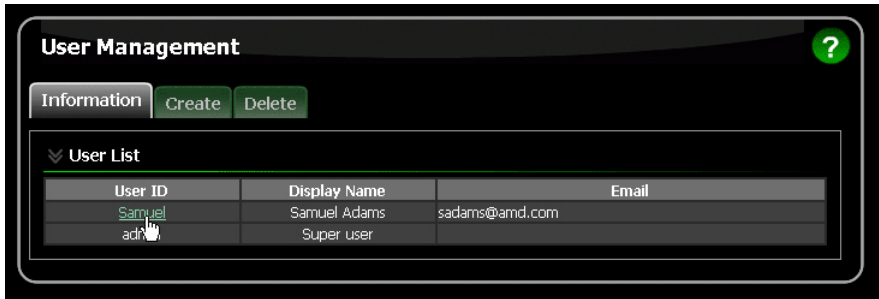 User Management
?
Information Create Delete
User List
User ID Display Name Email
Samuel Samuel Adams sadams@amd.com
Super user